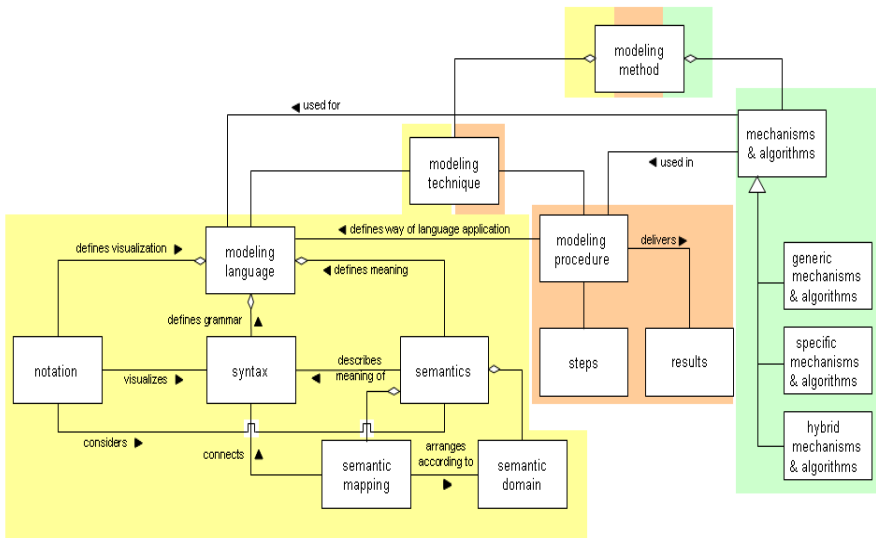 modeling
method
◄ used for
mechanisms
& algorithms
modeling
technique
◄ used in
◄ defines way of language application
defines visualization ►
modeling
language
modeling
procedure
delivers ►
◄ defines meaning
generic
mechanisms
& algorithms
defines grammar ▲
notation
visualizes ►
syntax
describes
◄ meaning of
semantics
steps
results
specific
mechanisms
& algorithms
considers ►
connects ▲
arranges
according to
►
semantic
mapping
semantic
domain
hybrid
mechanisms
& algorithms